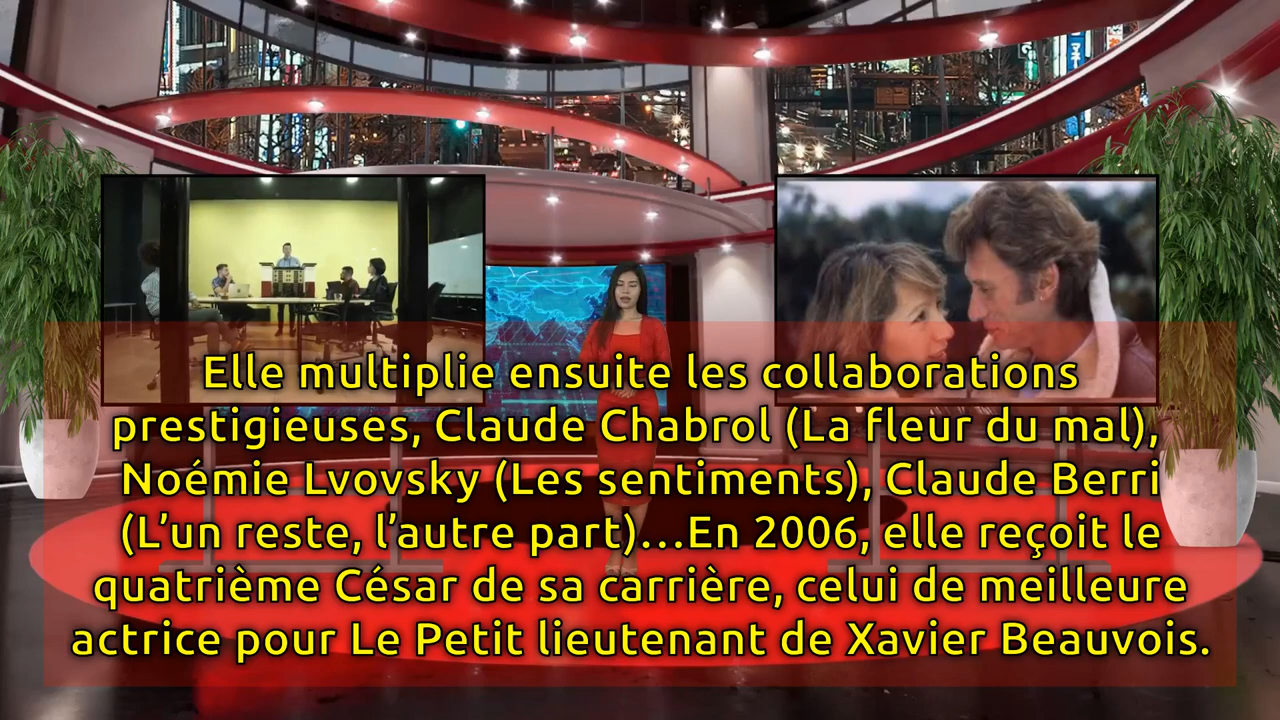 Elle multiplie ensuite les collaborations
prestigieuses, Claude Chabrol (La fleur du mal),
Noémie Lvovsky (Les sentiments), Claude Berri
(L’un reste, l’autre part)…En 2006, elle reçoit le
quatrième César de sa carrière, celui de meilleure
actrice pour Le Petit lieutenant de Xavier Beauvois.